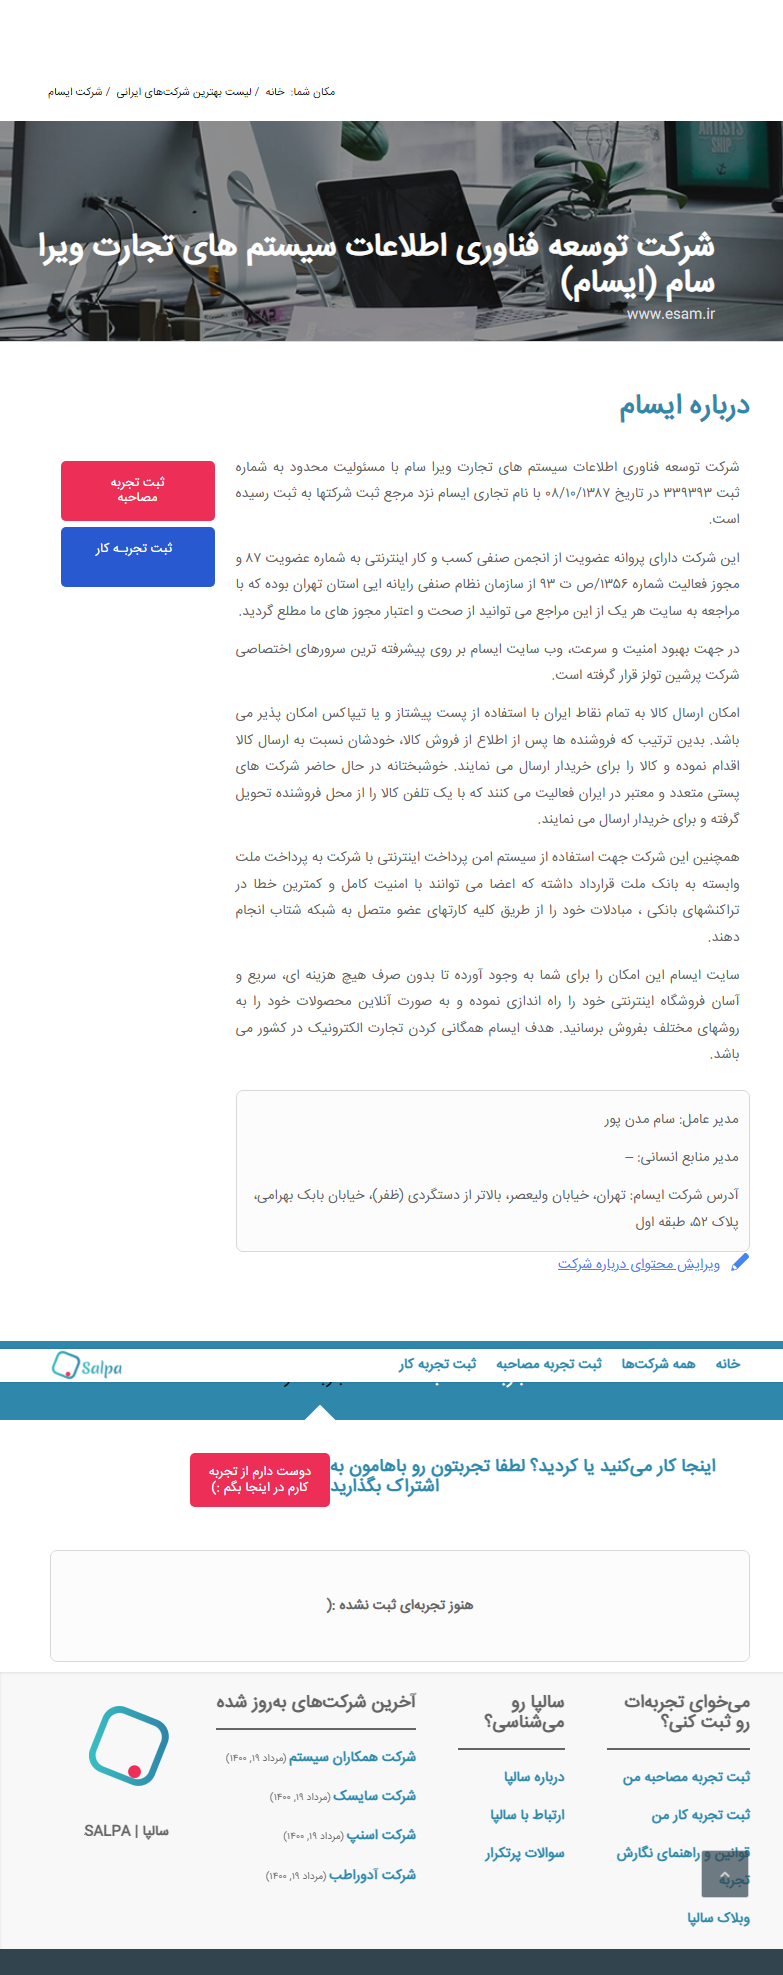 مکان شما: خانه / لیست بهترین شرکت‌های ایرانی / شرکت ایسام
ARTISTS
SHIP
شرکت توسعه فناوری اطلاعات سیستم های تجارت ویرا
سام (ایسام)
www.esam.ir
درباره ایسام
شرکت توسعه فناوری اطلاعات سیستم های تجارت ویرا سام با مسئولیت محدود به شماره
ثبت ۳۳۹۳۹۳ در تاریخ ۰۸/۱۰/۱۳۸۷ با نام تجاری ایسام نزد مرجع ثبت شرکتها به ثبت رسیده
است.
این شرکت دارای پروانه عضویت از انجمن صنفی کسب و کار اینترنتی به شماره عضویت ۸۷ و
مجوز فعالیت شماره ۱۳۵۶/ص ت ۹۳ از سازمان نظام صنفی رایانه ایی استان تهران بوده که با
مراجعه به سایت هر یک از این مراجع می توانید از صحت و اعتبار مجوز های ما مطلع گردید.
در جهت بهبود امنیت و سرعت، وب سایت ایسام بر روی پیشرفته ترین سرورهای اختصاصی
شرکت پرشین تولز قرار گرفته است.
امکان ارسال کالا به تمام نقاط ایران با استفاده از پست پیشتاز و یا تیپاکس امکان پذیر می
باشد. بدین ترتیب که فروشنده ها پس از اطلاع از فروش کالا، خودشان نسبت به ارسال کالا
اقدام نموده و کالا را برای خریدار ارسال می نمایند. خوشبختانه در حال حاضر شرکت های
پستی متعدد و معتبر در ایران فعالیت می کنند که با یک تلفن کالا را از محل فروشنده تحویل
گرفته و برای خریدار ارسال می نمایند.
همچنین این شرکت جهت استفاده از سیستم امن پرداخت اینترنتی با شرکت به پرداخت ملت
وابسته به بانک ملت قرارداد داشته که اعضا می توانند با امنیت کامل و کمترین خطا در
تراکنشهای بانکی ، مبادلات خود را از طریق کلیه کارتهای عضو متصل به شبکه شتاب انجام
دهند.
سایت ایسام این امکان را برای شما به وجود آورده تا بدون صرف هیچ هزینه ای، سریع و
آسان فروشگاه اینترنتی خود را راه اندازی نموده و به صورت آنلاین محصولات خود را به
روشهای مختلف بفروش برسانید. هدف ایسام همگانی کردن تجارت الکترونیک در کشور می
باشد.
ثبت تجربه
مصاحبه
ثبت تجربـه کار
مدیر عامل: سام مدن پور
مدیر منابع انسانی: –
آدرس شرکت ایسام: تهران، خیابان ولیعصر، بالاتر از دستگردی (ظفر)، خیابان بابک بهرامی،
پلاک ۵۲، طبقه اول
ویرایش محتوای درباره شرکت
خانه همه شرکت‌ها ثبت تجربه مصاحبه ثبت تجربه کار
Salpa
اینجا کار می‌کنید یا کردید؟ لطفا تجربتون رو باهامون به
اشتراک بگذارید
دوست دارم از تجربه
کارم در اینجا بگم :)
هنوز تجربه‌ای ثبت نشده :(
می‌خوای تجربه‌ات
رو ثبت کنی؟
ثبت تجربه مصاحبه من
ثبت تجربه کار من
قوانین و راهنمای نگارش
تجربه
وبلاک سالپا
سالپا رو
می‌شناسی؟
درباره سالپا
ارتباط با سالپا
سوالات پرتکرار
آخرین شرکت‌های به‌روز شده
شرکت همکاران سیستم (مرداد ۱۹, ۱۴۰۰)
شرکت سایسک (مرداد ۱۹, ۱۴۰۰)
شرکت اسنپ (مرداد ۱۹, ۱۴۰۰)
شرکت آدوراطب (مرداد ۱۹, ۱۴۰۰)
سالپا | SALPA